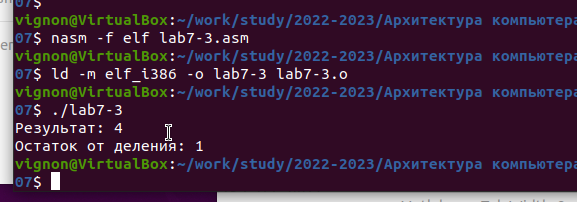 07$
vignon@VirtualBox:~/work/study/2022-2023/Архитектура компьютера
07$ nasm -f elf lab7-3.asm
vignon@VirtualBox:~/work/study/2022-2023/Архитектура компьютера
07$ ld -m elf_i386 -o lab7-3 lab7-3.o
vignon@VirtualBox:~/work/study/2022-2023/Архитектура компьютера
07$ ./lab7-3
Результат: 4
Остаток от деления: 1
vignon@VirtualBox:~/work/study/2022-2023/Архитектура компьютера
07$